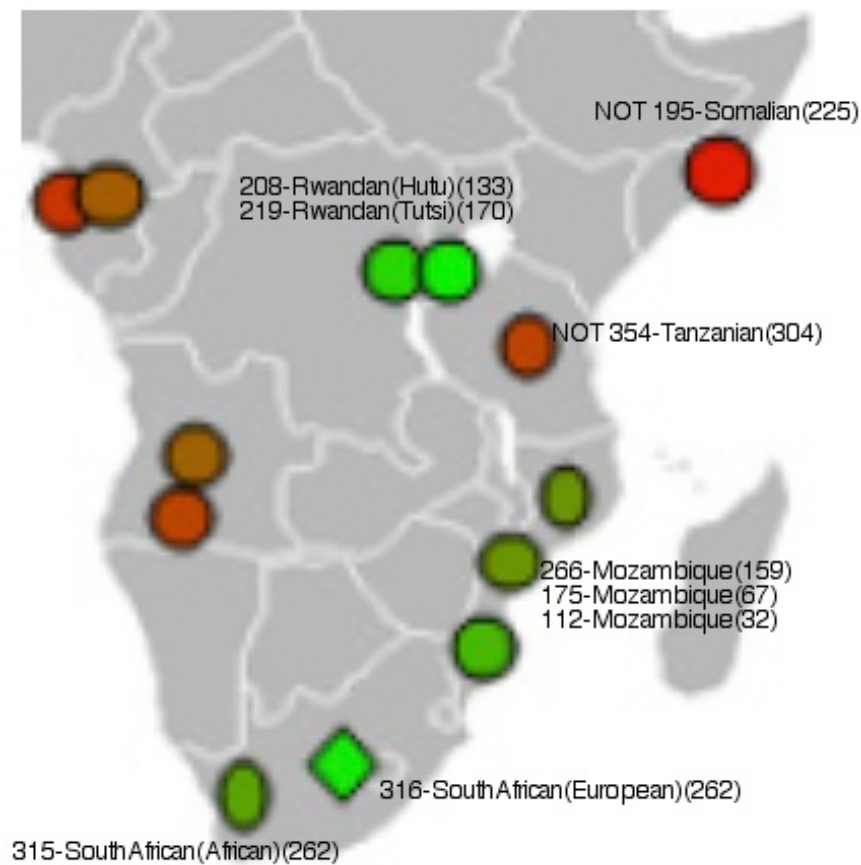 NOT 195-Somalian(225)
208-Rwandan(Hutu)(133)
219-Rwandan(Tutsi)(170)
NOT 354-Tanzanian(304)
266-Mozambique(159)
175-Mozambique(67)
112-Mozambique(32)
316-SouthAfrican(European)(262)
315-SouthAfrican(African)(262)